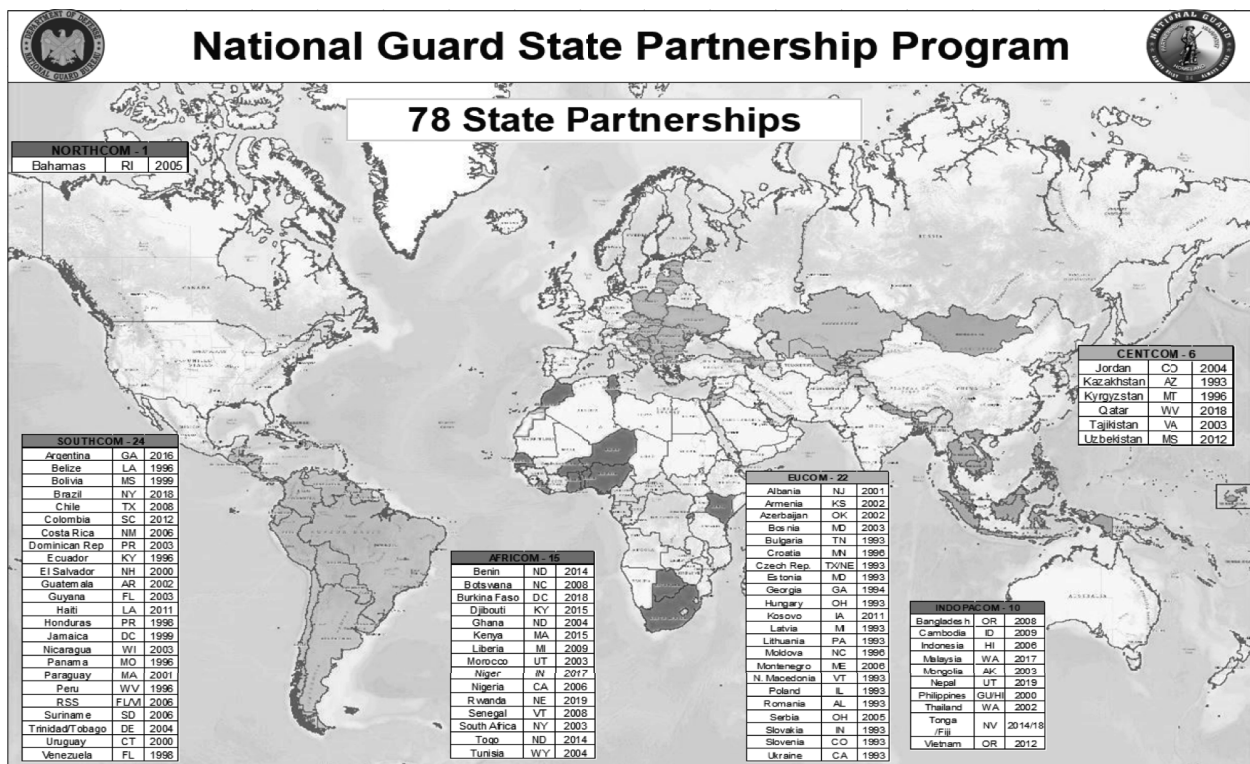 National Guard State Partnership Program
78 State Partnerships
NORTHCOM - 1
Bahamas RI 2005
SOUTHCOM - 24
Argentina GA 2016
Belize LA 1996
Bolivia MS 1999
Brazil NY 2018
Chile TX 2008
Colombia SC 2012
Costa Rica NM 2006
Dominican Rep PR 2003
Ecuador KY 1996
El Salvador NH 2000
Guatemala AR 2002
Guyana FL 2003
Haiti LA 2011
Honduras PR 1998
Jamaica DC 1999
Nicaragua WI 2003
Panama MO 1996
Paraguay MA 2001
Peru WV 1996
RSS FL/VI 2006
Suriname SD 2006
Trinidad/Tobago DE 2004
Uruguay CT 2000
Venezuela FL 1998
AFRICOM - 15
Benin ND 2014
Botswana NC 2008
Burkina Faso DC 2018
Djibouti KY 2015
Ghana ND 2004
Kenya MA 2015
Liberia MI 2009
Morocco UT 2003
Niger IN 2017
Nigeria CA 2006
Rwanda NE 2019
Senegal VT 2008
South Africa NY 2003
Togo ND 2014
Tunisia WY 2004
EUCOM - 22
Albania NJ 2001
Armenia KS 2002
Azerbaijan OK 2002
Bosnia MD 2003
Bulgaria TN 1993
Croatia MN 1996
Czech Rep. TX/NE 1993
Estonia MD 1993
Georgia GA 1994
Hungary OH 1993
Kosovo IA 2011
Latvia MI 1993
Lithuania PA 1993
Moldova NC 1996
Montenegro ME 2006
N. Macedonia VT 1993
Poland IL 1993
Romania AL 1993
Serbia OH 2005
Slovakia IN 1993
Slovenia CO 1993
Ukraine CA 1993
CENTCOM - 6
Jordan CO 2004
Kazakhstan AZ 1993
Kyrgyzstan MT 1996
Qatar WV 2018
Tajikistan VA 2003
Uzbekistan MS 2012
INDOPACOM - 10
Bangladesh OR 2008
Cambodia ID 2009
Indonesia HI 2006
Malaysia WA 2017
Mongolia AK 2003
Nepal UT 2019
Philippines GU/HI 2000
Thailand WA 2002
Tonga
/Fiji NV 2014/18
Vietnam OR 2012